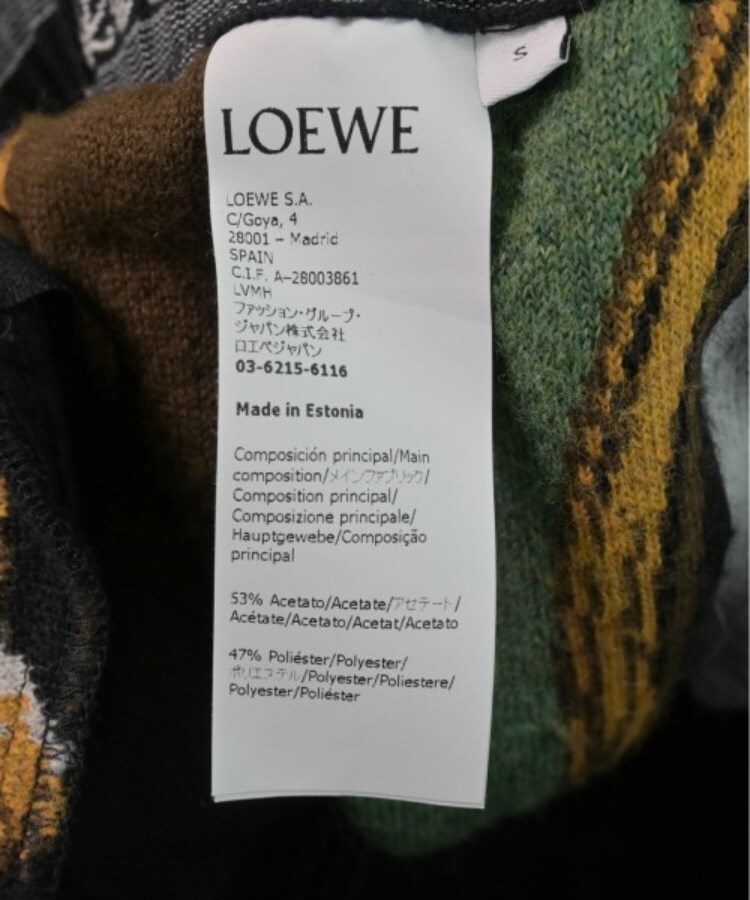 S
LOEWE
LOEWE S.A.
C/Goya, 4
28001 – Madrid
SPAIN
C.I.F. A–28003861
LVMH
ファッション・グループ・
ジャパン株式会社
ロエベジャパン
03-6215-6116
Made in Estonia
Composición principal/Main
composition/メインファブリック/
Composition principal/
Composizione principale/
Hauptgewebe/Composição
principal
53% Acetato/Acetate/アセテート/
Acétate/Acetato/Acetat/Acetato
47% Poliéster/Polyester/
ポリエステル/Polyester/Poliestere/
Polyester/Poliéster